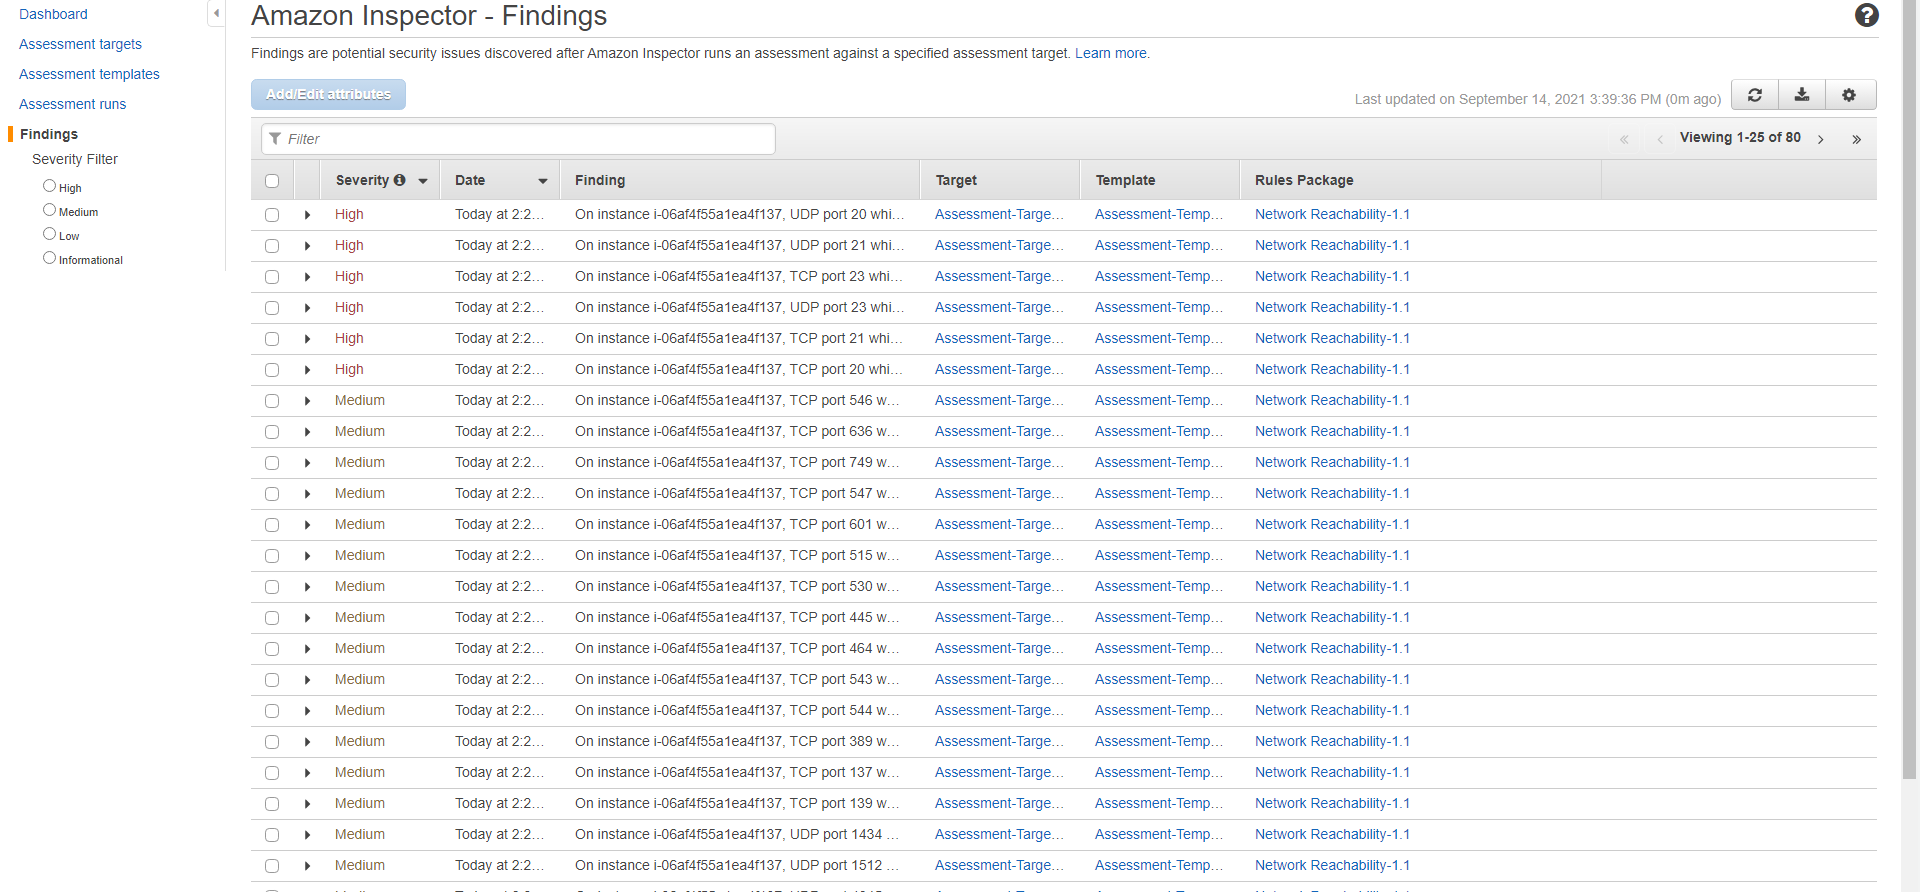 Dashboard
Assessment targets
Assessment templates
Assessment runs
Findings
Severity Filter
High
Medium
Low
Informational
Amazon Inspector - Findings
Findings are potential security issues discovered after Amazon Inspector runs an assessment against a specified assessment target. Learn more.
Add/Edit attributes
Last updated on September 14, 2021 3:39:36 PM (0m ago)
Filter
Viewing 1-25 of 80
Severity Date Finding Target Template Rules Package
High Today at 2:2... On instance i-06af4f55a1ea4f137, UDP port 20 whi... Assessment-Targe... Assessment-Temp... Network Reachability-1.1
High Today at 2:2... On instance i-06af4f55a1ea4f137, UDP port 21 whi... Assessment-Targe... Assessment-Temp... Network Reachability-1.1
High Today at 2:2... On instance i-06af4f55a1ea4f137, TCP port 23 whi... Assessment-Targe... Assessment-Temp... Network Reachability-1.1
High Today at 2:2... On instance i-06af4f55a1ea4f137, UDP port 23 whi... Assessment-Targe... Assessment-Temp... Network Reachability-1.1
High Today at 2:2... On instance i-06af4f55a1ea4f137, TCP port 21 whi... Assessment-Targe... Assessment-Temp... Network Reachability-1.1
High Today at 2:2... On instance i-06af4f55a1ea4f137, TCP port 20 whi... Assessment-Targe... Assessment-Temp... Network Reachability-1.1
Medium Today at 2:2... On instance i-06af4f55a1ea4f137, TCP port 546 w... Assessment-Targe... Assessment-Temp... Network Reachability-1.1
Medium Today at 2:2... On instance i-06af4f55a1ea4f137, TCP port 636 w... Assessment-Targe... Assessment-Temp... Network Reachability-1.1
Medium Today at 2:2... On instance i-06af4f55a1ea4f137, TCP port 749 w... Assessment-Targe... Assessment-Temp... Network Reachability-1.1
Medium Today at 2:2... On instance i-06af4f55a1ea4f137, TCP port 547 w... Assessment-Targe... Assessment-Temp... Network Reachability-1.1
Medium Today at 2:2... On instance i-06af4f55a1ea4f137, TCP port 601 w... Assessment-Targe... Assessment-Temp... Network Reachability-1.1
Medium Today at 2:2... On instance i-06af4f55a1ea4f137, TCP port 515 w... Assessment-Targe... Assessment-Temp... Network Reachability-1.1
Medium Today at 2:2... On instance i-06af4f55a1ea4f137, TCP port 530 w... Assessment-Targe... Assessment-Temp... Network Reachability-1.1
Medium Today at 2:2... On instance i-06af4f55a1ea4f137, TCP port 445 w... Assessment-Targe... Assessment-Temp... Network Reachability-1.1
Medium Today at 2:2... On instance i-06af4f55a1ea4f137, TCP port 464 w... Assessment-Targe... Assessment-Temp... Network Reachability-1.1
Medium Today at 2:2... On instance i-06af4f55a1ea4f137, TCP port 543 w... Assessment-Targe... Assessment-Temp... Network Reachability-1.1
Medium Today at 2:2... On instance i-06af4f55a1ea4f137, TCP port 544 w... Assessment-Targe... Assessment-Temp... Network Reachability-1.1
Medium Today at 2:2... On instance i-06af4f55a1ea4f137, TCP port 389 w... Assessment-Targe... Assessment-Temp... Network Reachability-1.1
Medium Today at 2:2... On instance i-06af4f55a1ea4f137, TCP port 137 w... Assessment-Targe... Assessment-Temp... Network Reachability-1.1
Medium Today at 2:2... On instance i-06af4f55a1ea4f137, TCP port 139 w... Assessment-Targe... Assessment-Temp... Network Reachability-1.1
Medium Today at 2:2... On instance i-06af4f55a1ea4f137, UDP port 1434 ... Assessment-Targe... Assessment-Temp... Network Reachability-1.1
Medium Today at 2:2... On instance i-06af4f55a1ea4f137, UDP port 1512 ... Assessment-Targe... Assessment-Temp... Network Reachability-1.1